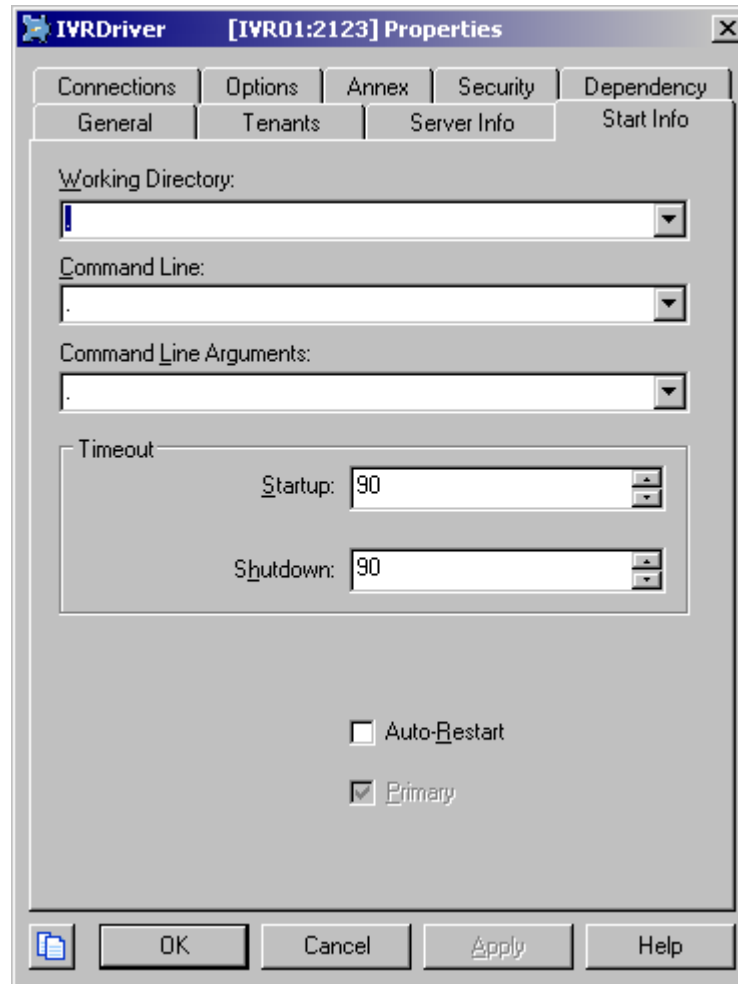 IVRDriver [IVR01:2123] Properties
Connections Options Annex Security Dependency
General Tenants Server Info Start Info
Working Directory:
.
Command Line:
.
Command Line Arguments:
.
Timeout
Startup: 90
Shutdown: 90
Auto-Restart
Primary
OK Cancel Apply Help